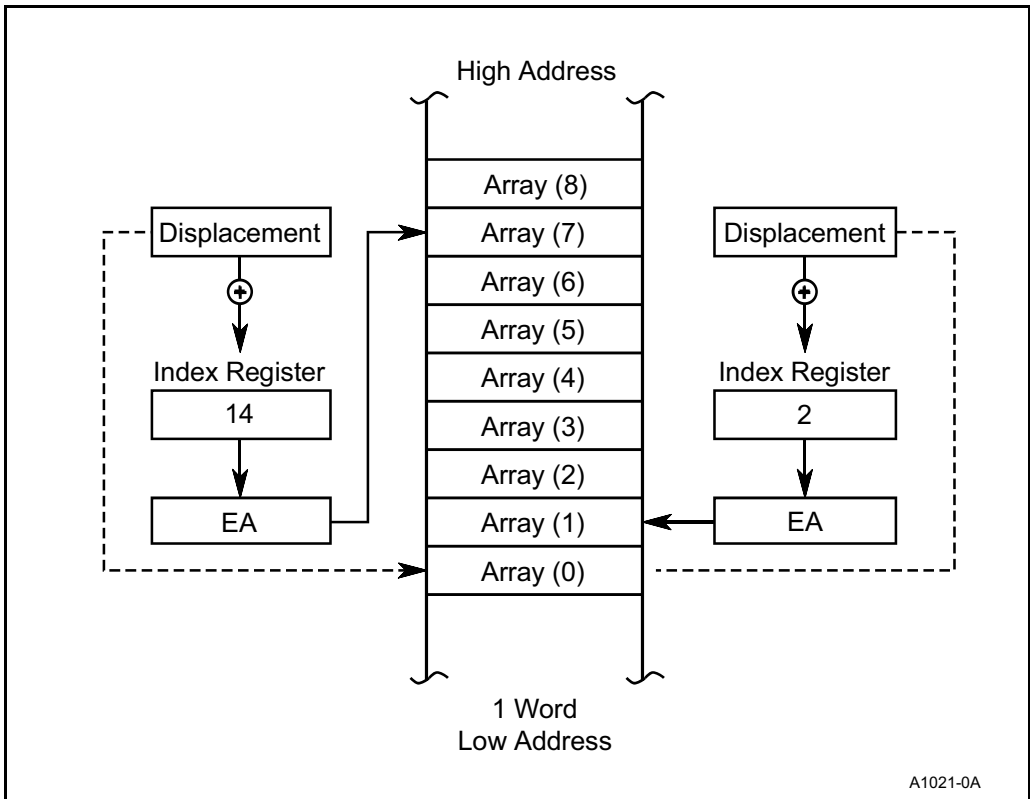 High Address
Array (8)
Displacement
Array (7)
Displacement
Array (6)
+
+
Array (5)
Index Register
Array (4)
Index Register
14
Array (3)
2
Array (2)
EA
Array (1)
EA
Array (0)
1 Word
Low Address
A1021-0A